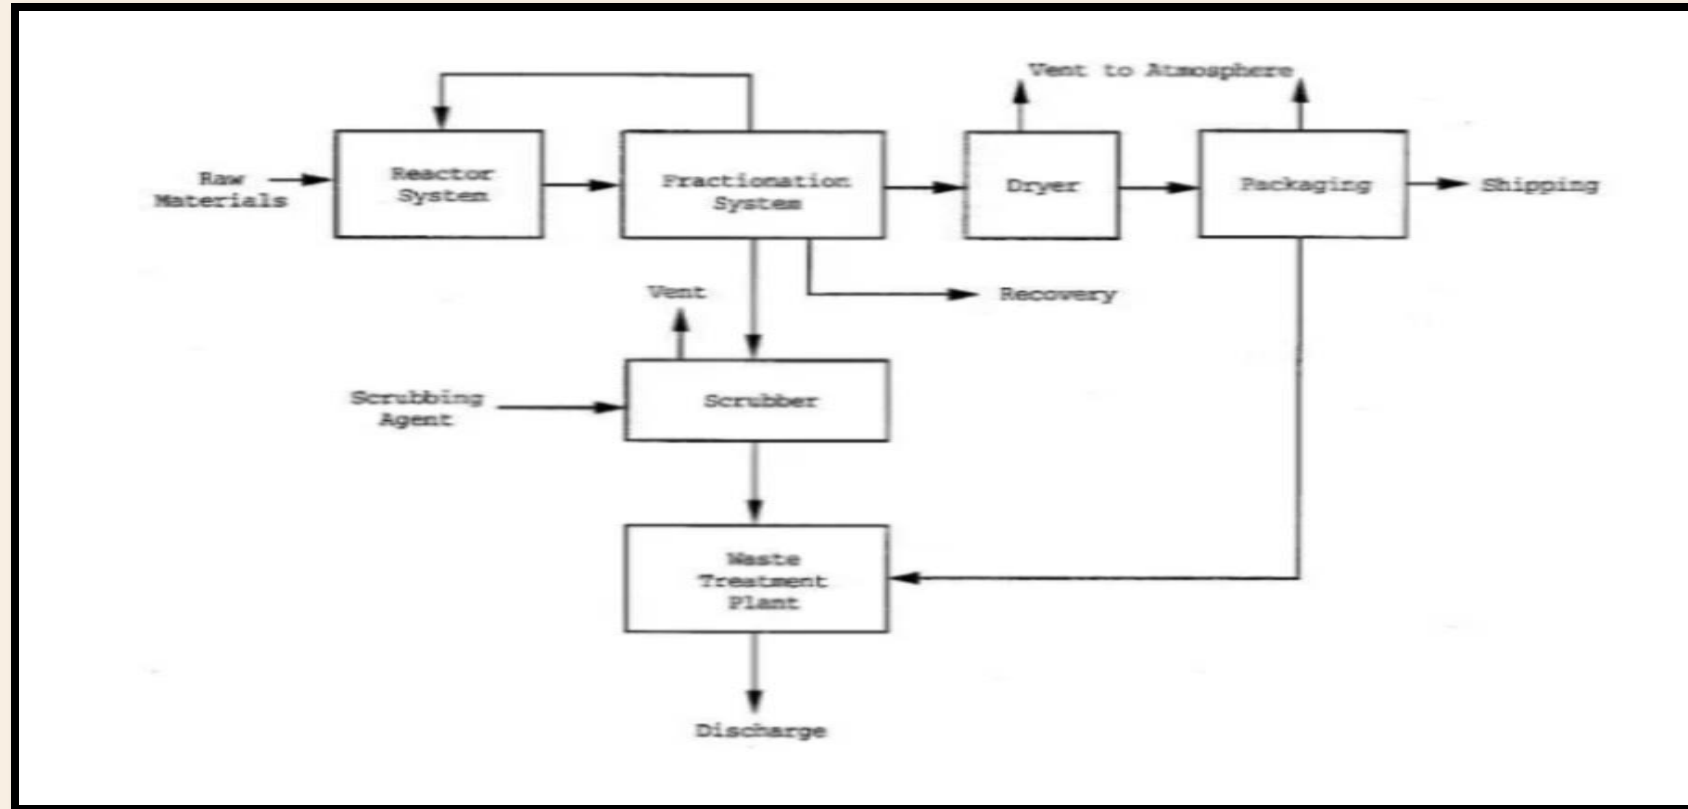 Vent to Atmosphere
Raw
Materials
Reactor
System
Fractionation
System
Dryer
Packaging
Shipping
Vent
Recovery
Scrubbing
Agent
Scrubber
Waste
Treatment
Plant
Discharge